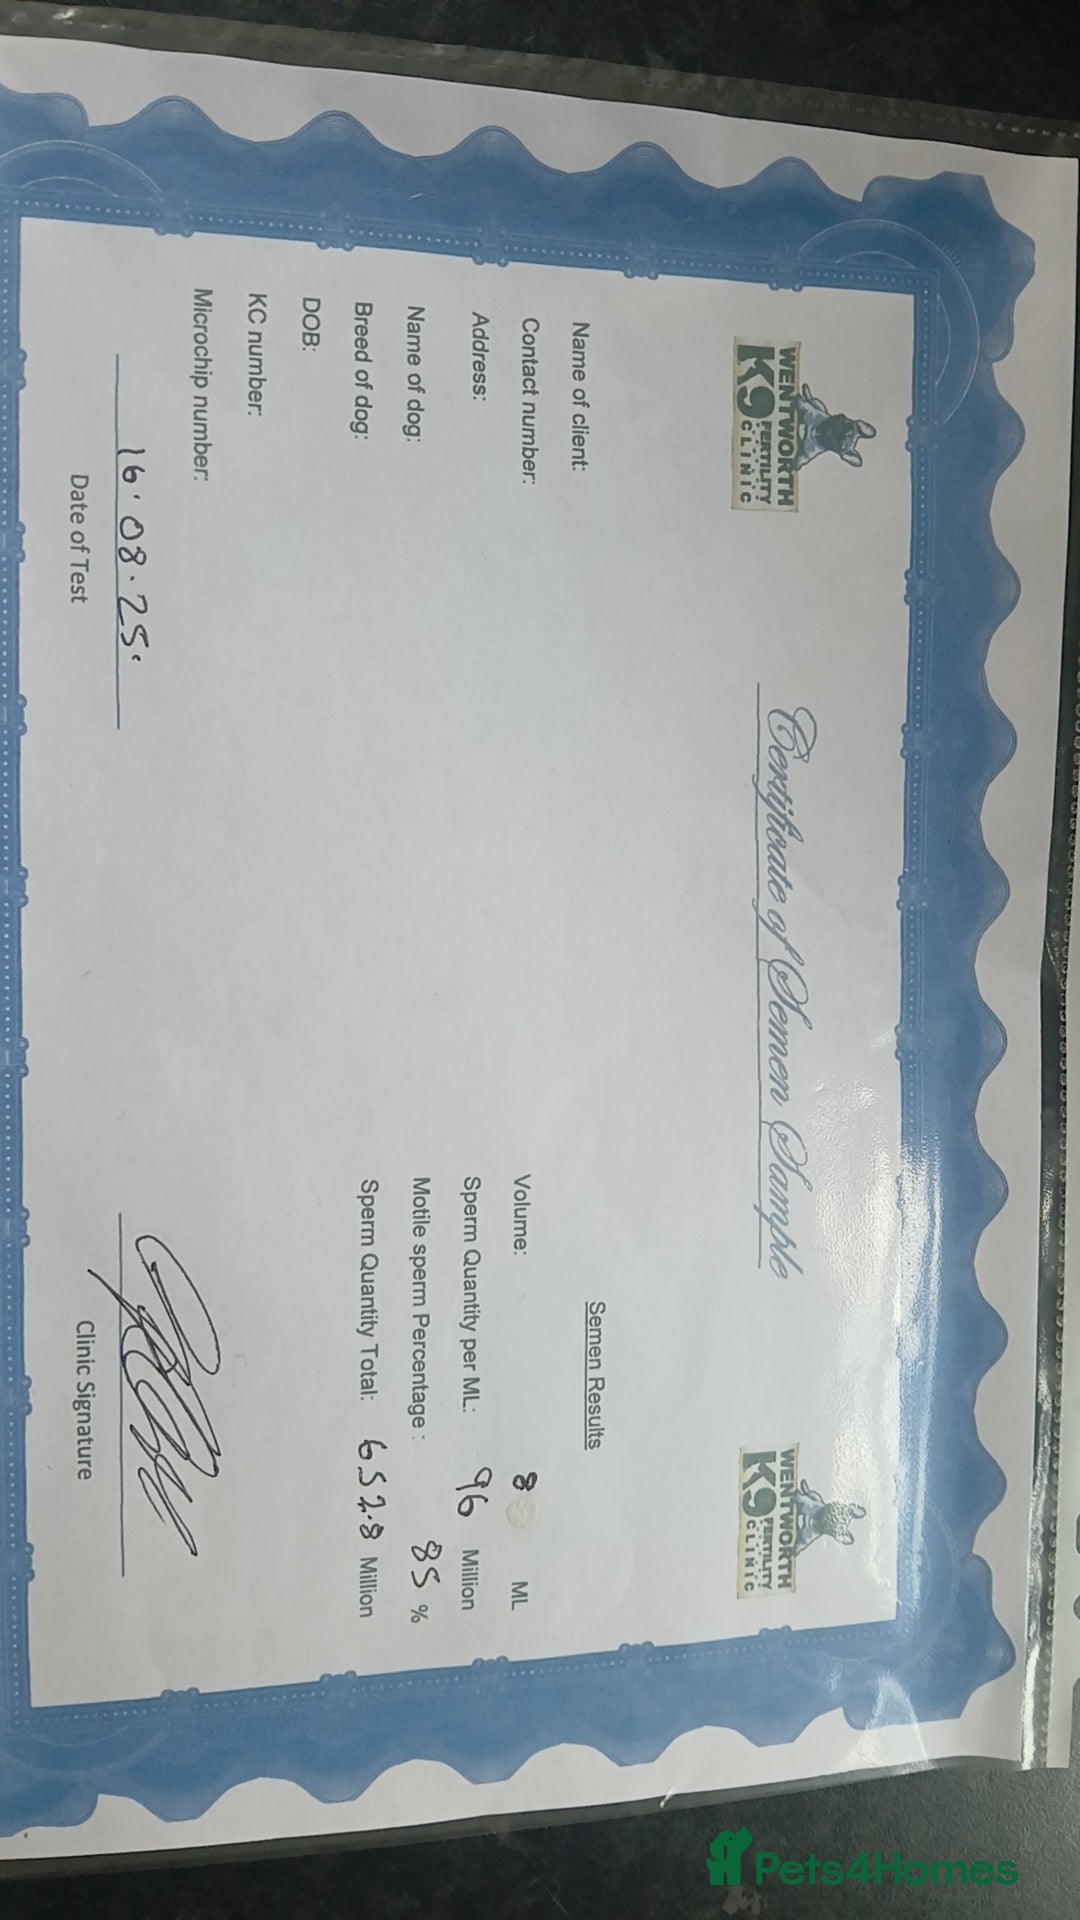 WENTWORTH
K9 FERTILITY
CLINIC
WENTWORTH
K9 FERTILITY
CLINIC
Certificate of Semen Sample
Name of client:
Contact number:
Address:
Name of dog:
Breed of dog:
DOB:
KC number:
Microchip number:
Semen Results
Volume: 8 ML
Sperm Quantity per ML: 96 Million
Motile sperm Percentage : 85 %
Sperm Quantity Total: 652.8 Million
16.08.25.
Date of Test
Clinic Signature
Pets4Homes